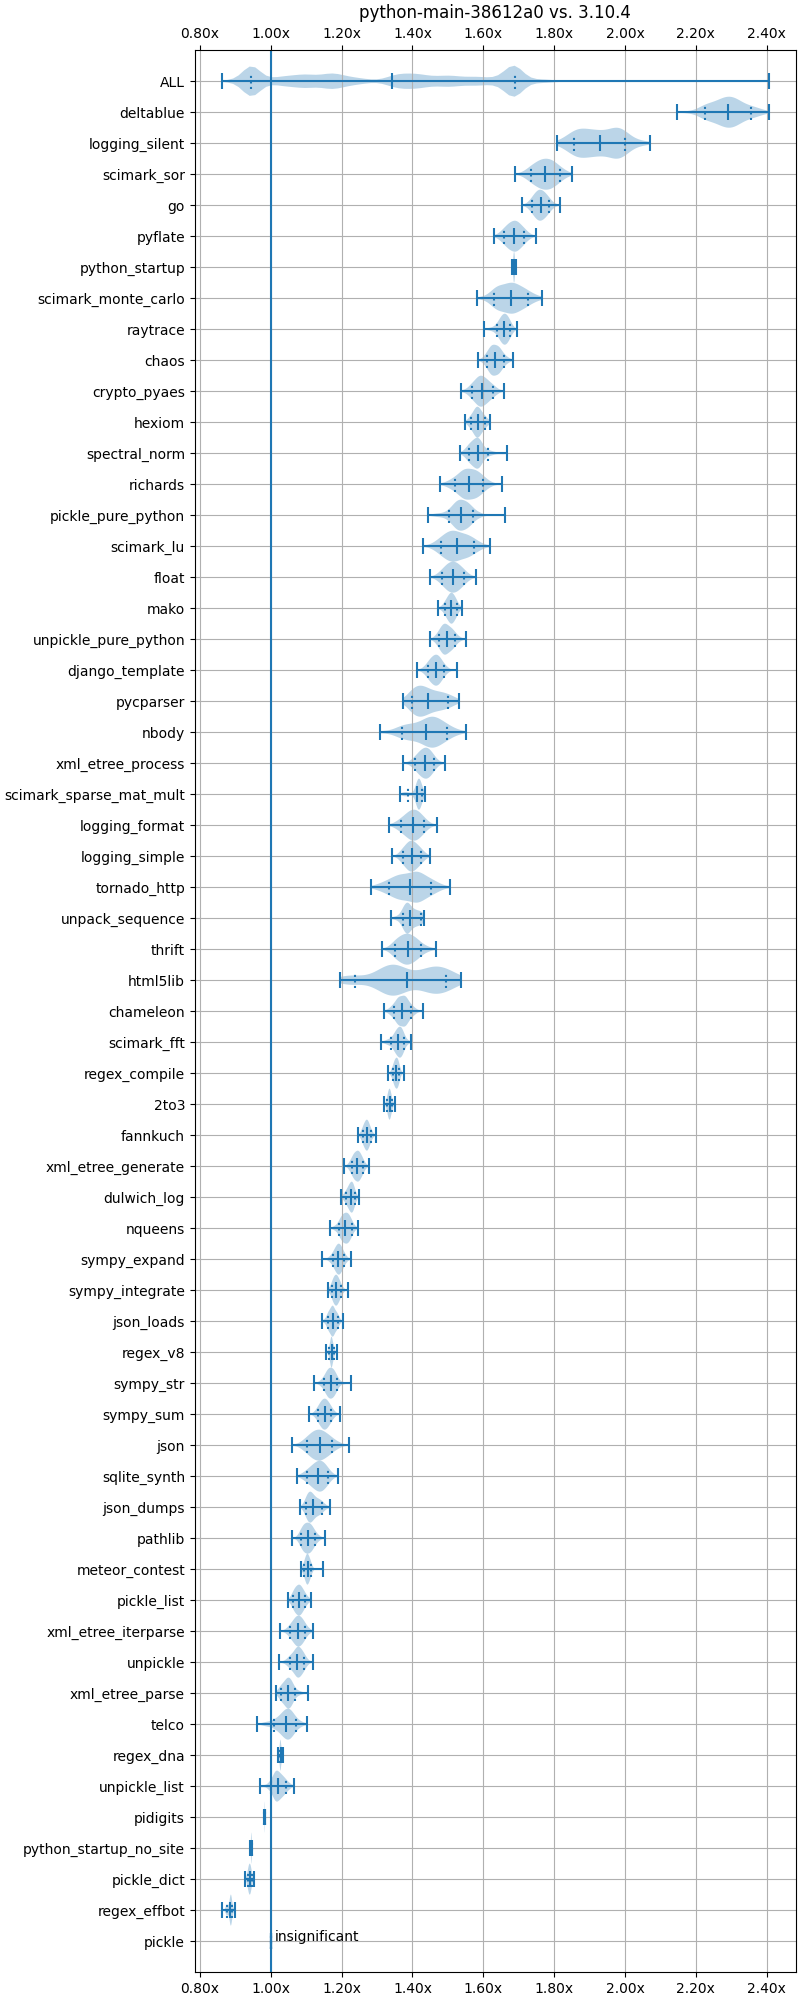 python-main-38612a0 vs. 3.10.4
0.80x 1.00x 1.20x 1.40x 1.60x 1.80x 2.00x 2.20x 2.40x
ALL
deltablue
logging_silent
scimark_sor
go
pyflate
python_startup
scimark_monte_carlo
raytrace
chaos
crypto_pyaes
hexiom
spectral_norm
richards
pickle_pure_python
scimark_lu
float
mako
unpickle_pure_python
django_template
pycparser
nbody
xml_etree_process
scimark_sparse_mat_mult
logging_format
logging_simple
tornado_http
unpack_sequence
thrift
html5lib
chameleon
scimark_fft
regex_compile
2to3
fannkuch
xml_etree_generate
dulwich_log
nqueens
sympy_expand
sympy_integrate
json_loads
regex_v8
sympy_str
sympy_sum
json
sqlite_synth
json_dumps
pathlib
meteor_contest
pickle_list
xml_etree_iterparse
unpickle
xml_etree_parse
telco
regex_dna
unpickle_list
pidigits
python_startup_no_site
pickle_dict
regex_effbot
pickle insignificant
0.80x 1.00x 1.20x 1.40x 1.60x 1.80x 2.00x 2.20x 2.40x